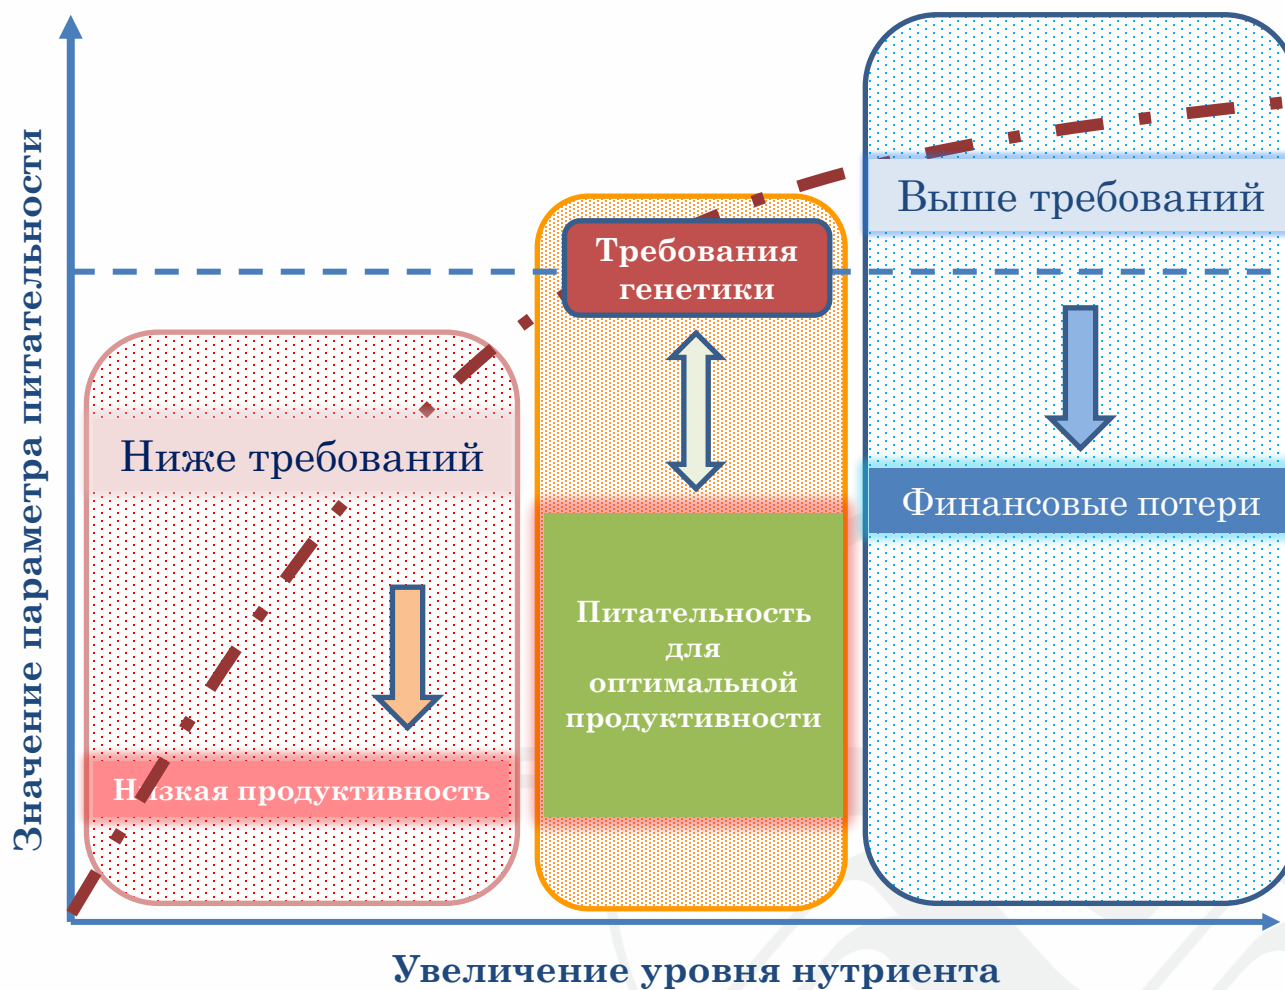 Значение параметра питательности
Ниже требований
Низкая продуктивность
Требования
генетики
Питательность
для
оптимальной
продуктивности
Выше требований
Финансовые потери
Увеличение уровня нутриента